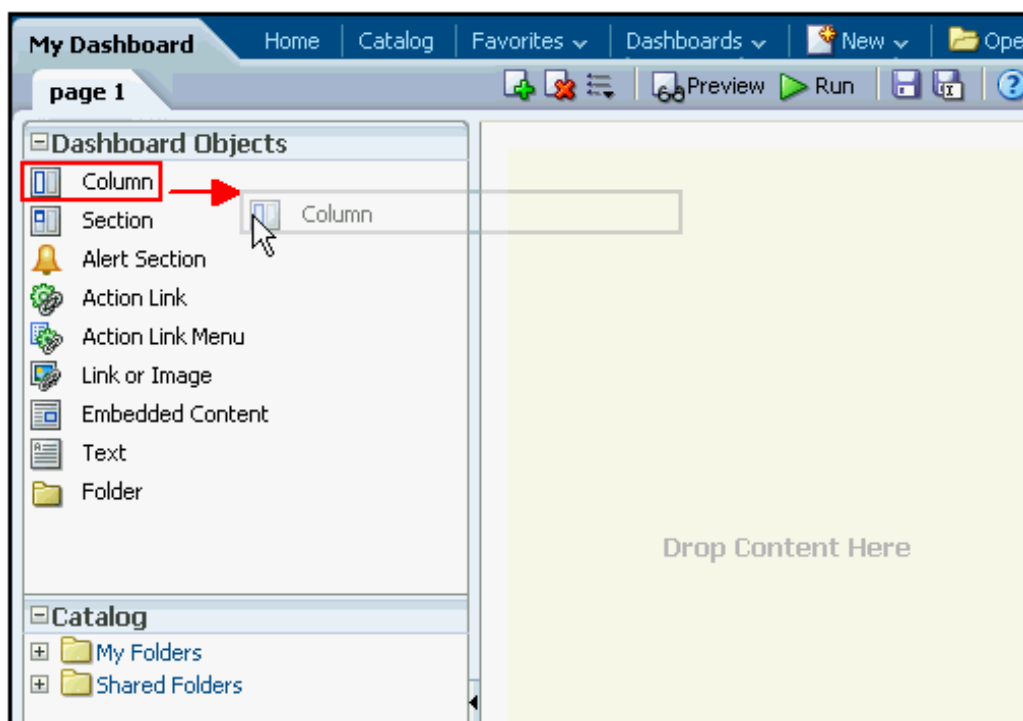 My Dashboard Home Catalog Favorites Dashboards New Ope
page 1 Preview Run
Dashboard Objects
Column
Column
Section
Alert Section
Action Link
Action Link Menu
Link or Image
Embedded Content
Text
Folder
Drop Content Here
Catalog
My Folders
Shared Folders